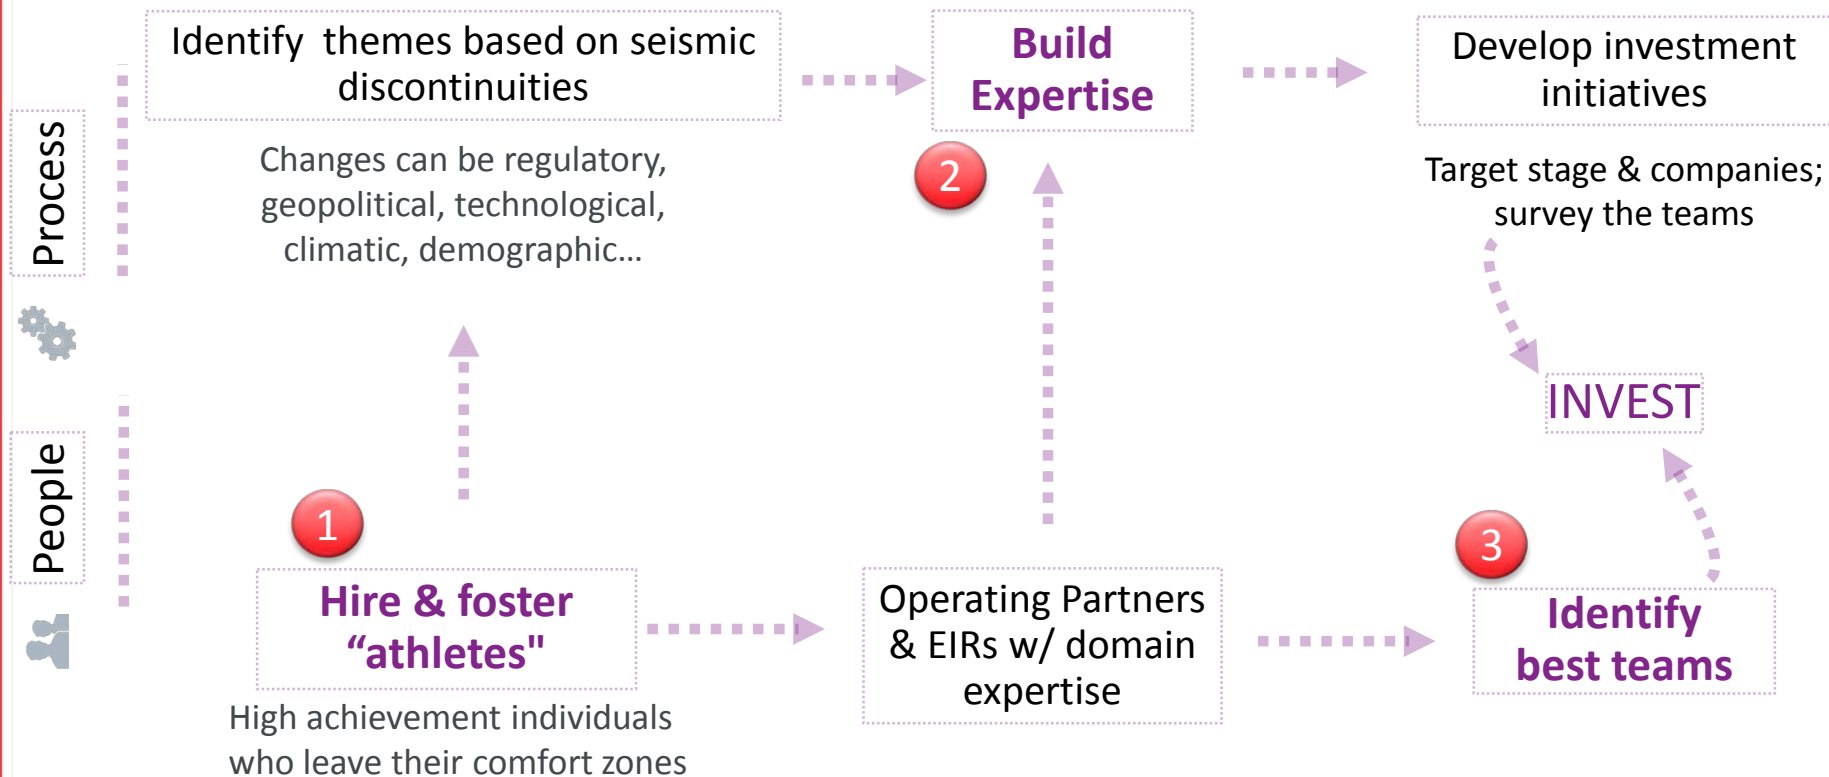 Process
Identify  themes based on seismic
discontinuities
Changes can be regulatory,
geopolitical, technological,
climatic, demographic…
Build
Expertise
2
Develop investment
initiatives
Target stage & companies;
survey the teams
INVEST
People
1
Hire & foster
“athletes"
High achievement individuals
who leave their comfort zones
Operating Partners
& EIRs w/ domain
expertise
3
Identify
best teams